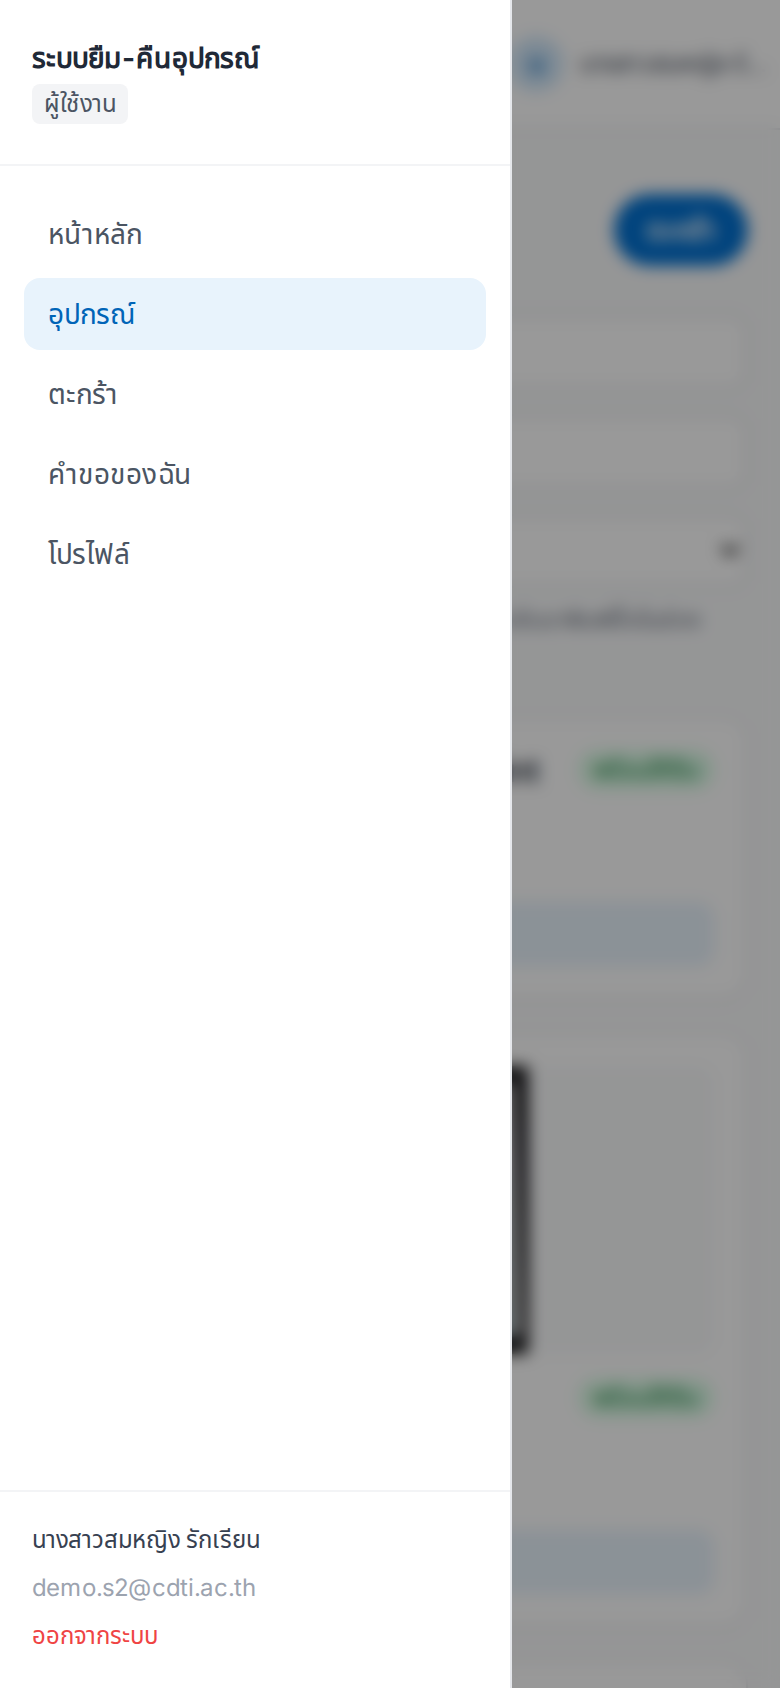 ระบบยืม-คืนอุปกรณ์
ผู้ใช้งาน
หน้าหลัก
อุปกรณ์
ตะกร้า
คำขอของฉัน
โปรไฟล์
นางสาวสมหญิง รักเรียน
demo.s2@cdti.ac.th
ออกจากระบบ